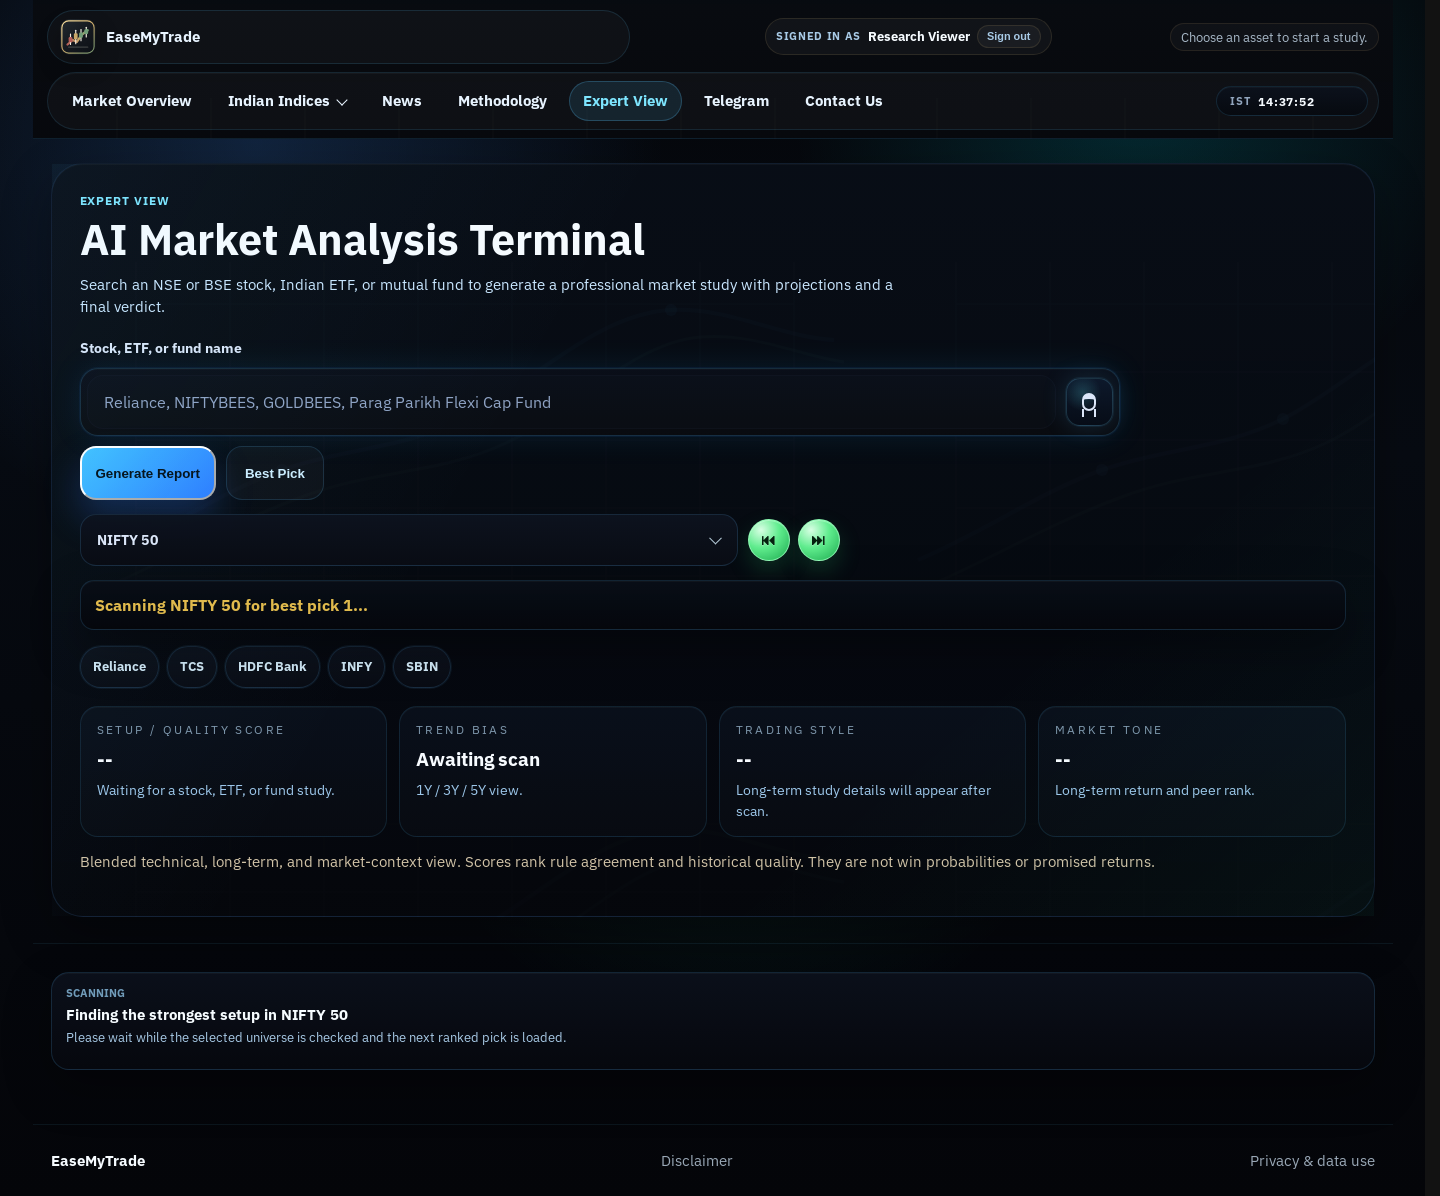 EaseMyTrade
SIGNED IN AS Research Viewer Sign out
Choose an asset to start a study.
Market Overview Indian Indices News Methodology Expert View Telegram Contact Us
IST 14:37:52
EXPERT VIEW
AI Market Analysis Terminal
Search an NSE or BSE stock, Indian ETF, or mutual fund to generate a professional market study with projections and a
final verdict.
Stock, ETF, or fund name
Reliance, NIFTYBEES, GOLDBEES, Parag Parikh Flexi Cap Fund
Generate Report Best Pick
NIFTY 50
Scanning NIFTY 50 for best pick 1...
Reliance TCS HDFC Bank INFY SBIN
SETUP / QUALITY SCORE
--
Waiting for a stock, ETF, or fund study.
TREND BIAS
Awaiting scan
1Y / 3Y / 5Y view.
TRADING STYLE
--
Long-term study details will appear after
scan.
MARKET TONE
--
Long-term return and peer rank.
Blended technical, long-term, and market-context view. Scores rank rule agreement and historical quality. They are not win probabilities or promised returns.
SCANNING
Finding the strongest setup in NIFTY 50
Please wait while the selected universe is checked and the next ranked pick is loaded.
EaseMyTrade
Disclaimer
Privacy & data use